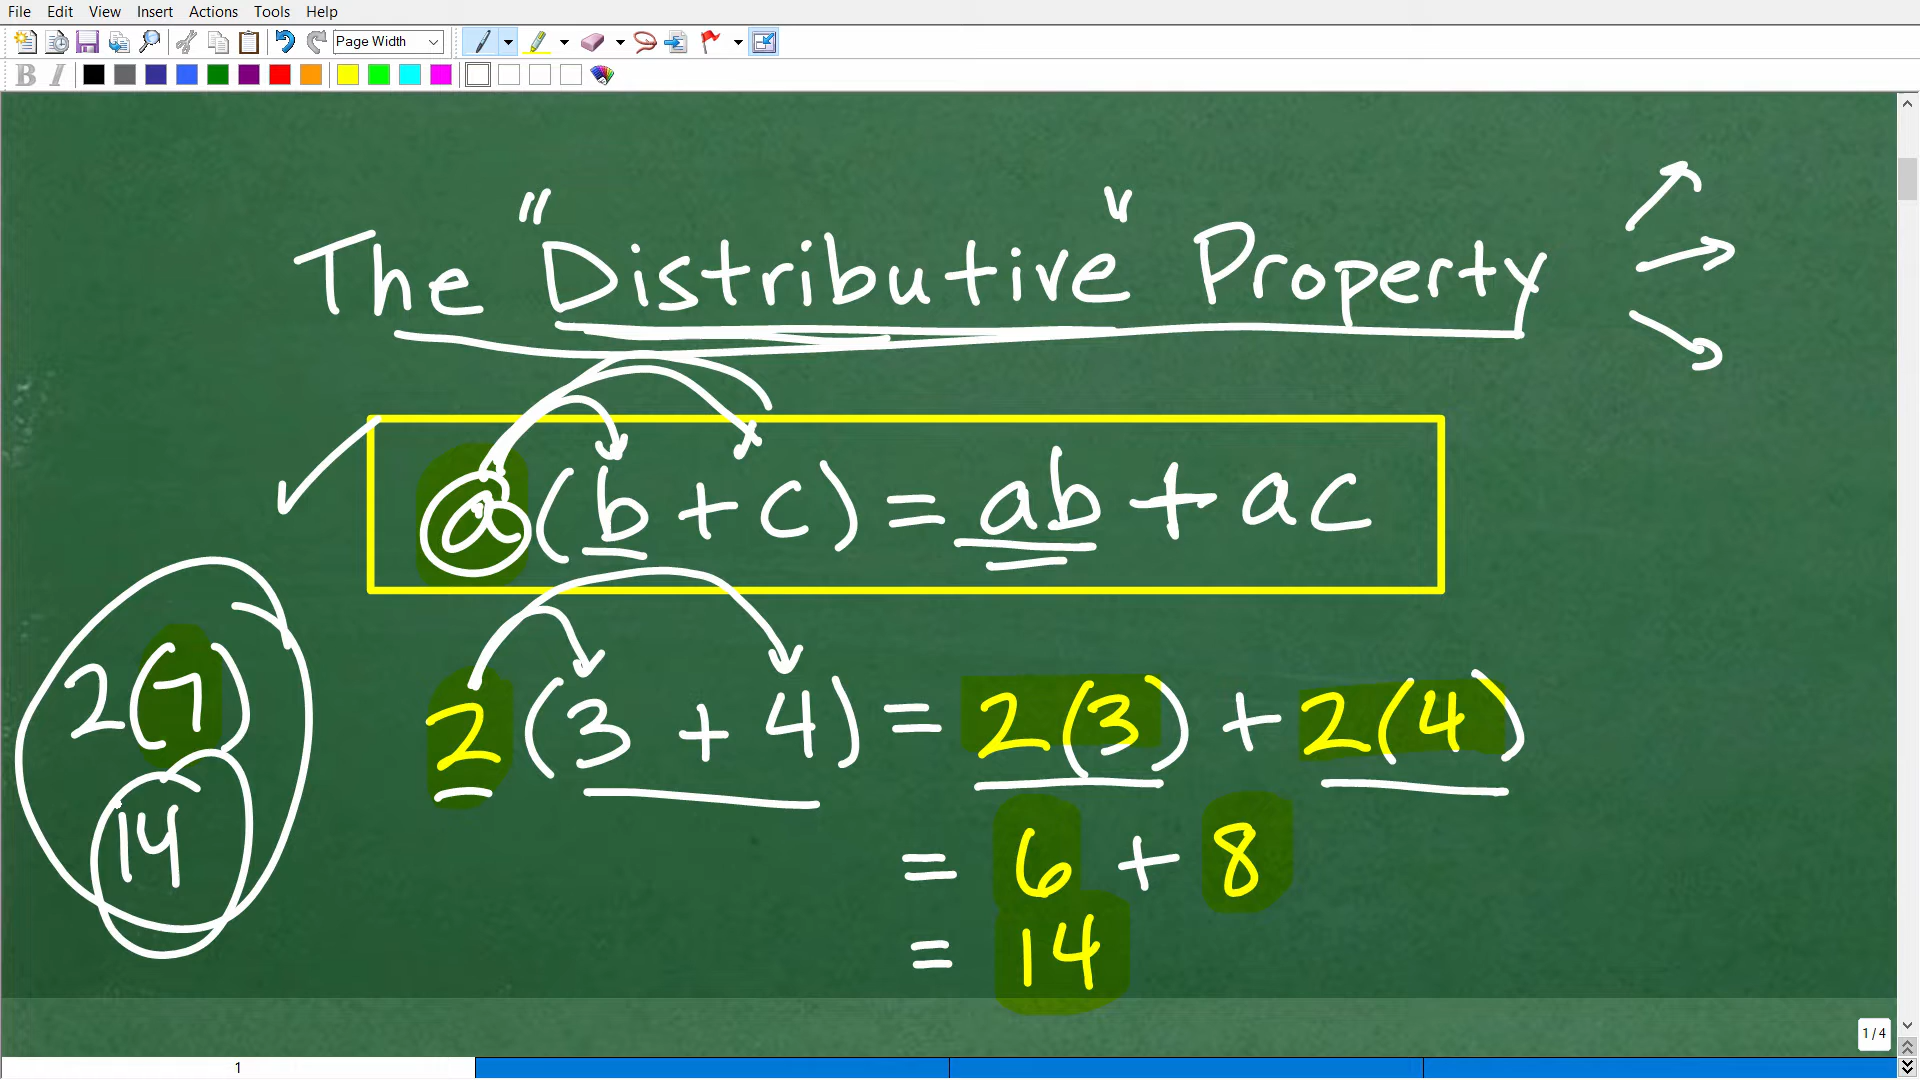 File Edit View Insert Actions Tools Help
Page Width
B I
The "Distributive" Property
a(b+c) = ab + ac
2(7)
14
2(3 + 4) = 2(3) + 2(4)
= 6 + 8
= 14
1 / 4
1